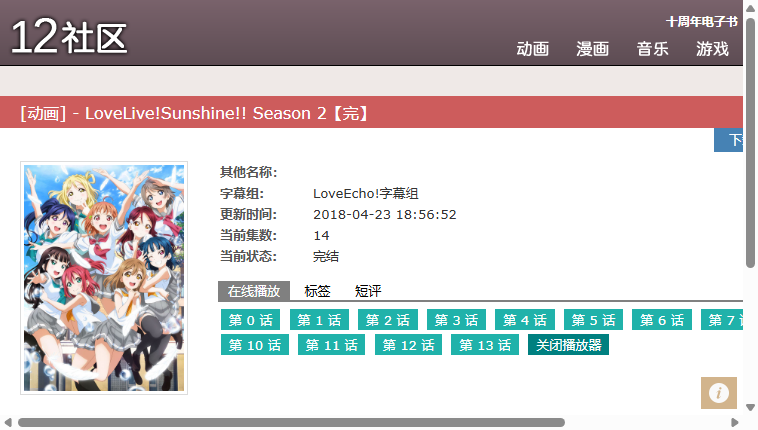 12社区
十周年电子书
动画 漫画 音乐 游戏
[动画] - LoveLive!Sunshine!! Season 2【完】
下
其他名称:
字幕组: LoveEcho!字幕组
更新时间: 2018-04-23 18:56:52
当前集数: 14
当前状态: 完结
在线播放 标签 短评
第 0 话 第 1 话 第 2 话 第 3 话 第 4 话 第 5 话 第 6 话 第 7
第 10 话 第 11 话 第 12 话 第 13 话 关闭播放器